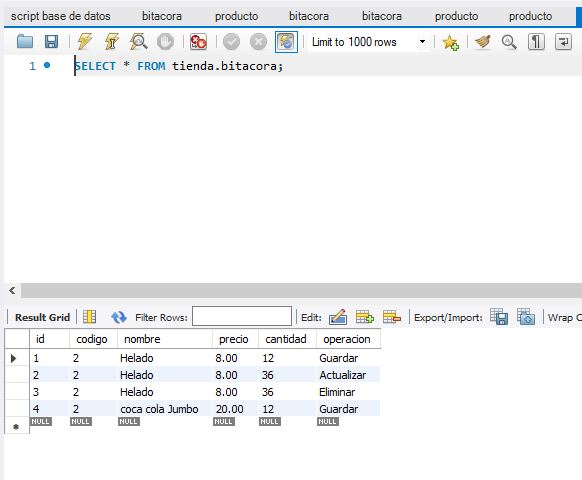 script base de datos bitacora producto bitacora bitacora producto producto
Limit to 1000 rows
1 SELECT * FROM tienda.bitacora;
Result Grid Filter Rows: Edit: Export/Import: Wrap C
id codigo nombre precio cantidad operacion
1 2 Helado 8.00 12 Guardar
2 2 Helado 8.00 36 Actualizar
3 2 Helado 8.00 36 Eliminar
4 2 coca cola Jumbo 20.00 12 Guardar
NULL NULL NULL NULL NULL NULL